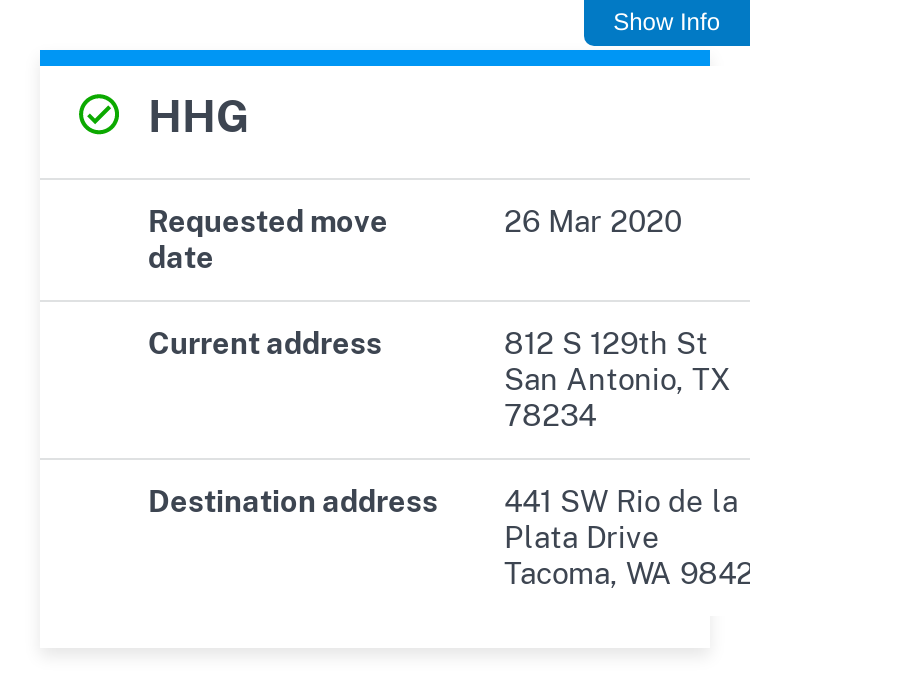 Show Info
HHG
Requested move
date
26 Mar 2020
Current address
812 S 129th St
San Antonio, TX
78234
Destination address
441 SW Rio de la
Plata Drive
Tacoma, WA